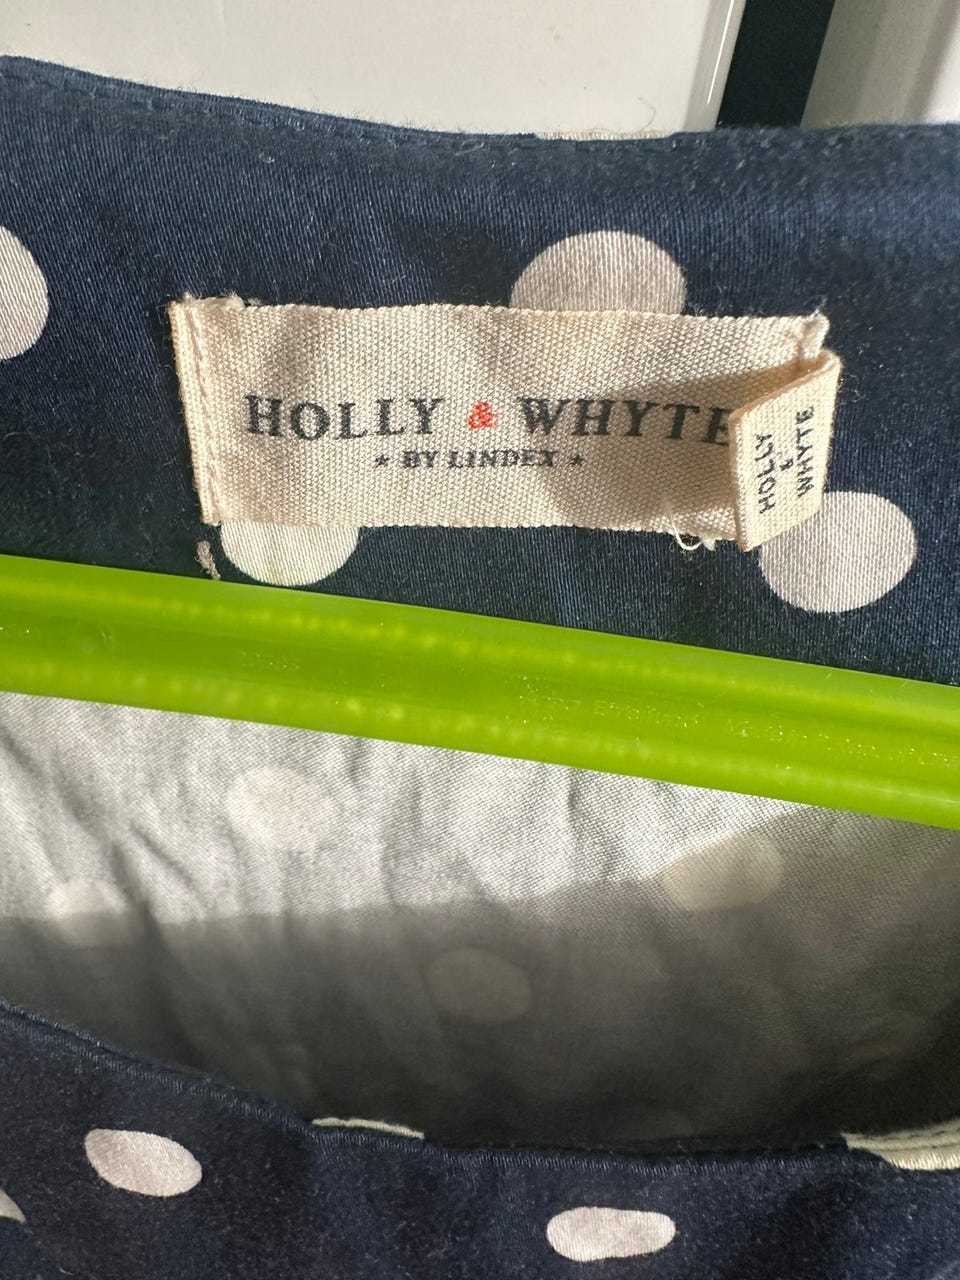 HOLLY & WHYTE
★ BY LINDEX ★
HOLLY
&
WHYTE